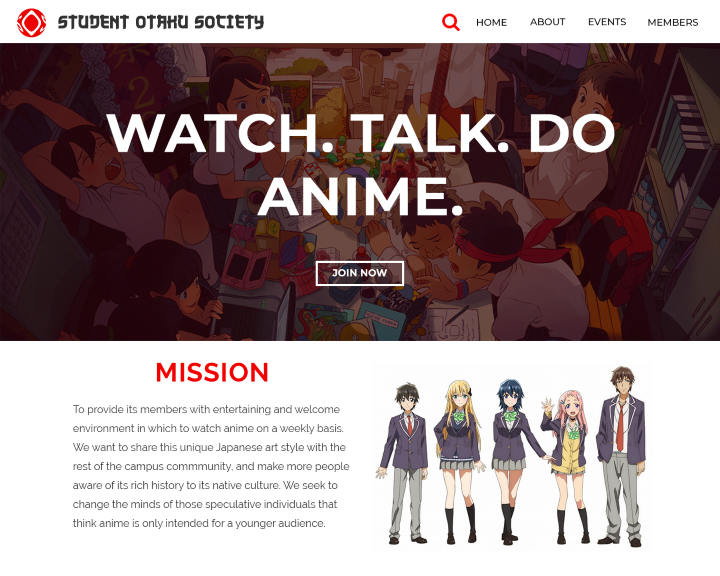 STUDENT OTAKU SOCIETY
HOME
ABOUT
EVENTS
MEMBERS
WATCH. TALK. DO
ANIME.
JOIN NOW
MISSION
To provide its members with entertaining and welcome
environment in which to watch anime on a weekly basis.
We want to share this unique Japanese art style with the
rest of the campus commmunity, and make more people
aware of its rich history to its native culture. We seek to
change the minds of those speculative individuals that
think anime is only intended for a younger audience.